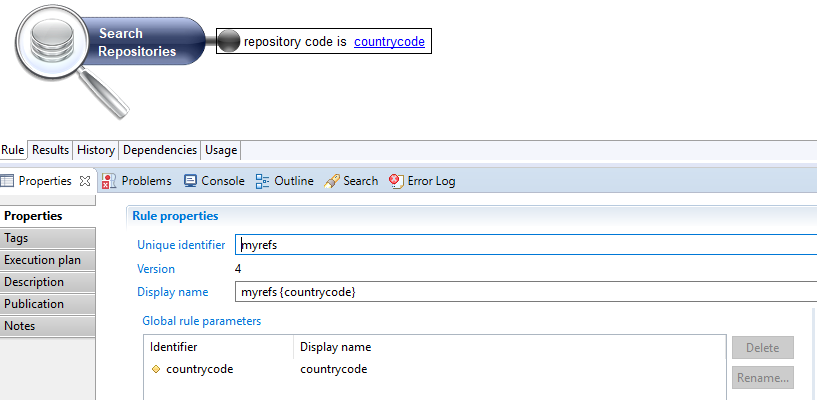 Search
Repositories
repository code is countrycode
Rule Results History Dependencies Usage
Properties Problems Console Outline Search Error Log
Properties
Tags
Execution plan
Description
Publication
Notes
Rule properties
Unique identifier myrefs
Version 4
Display name myrefs {countrycode}
Global rule parameters
Identifier Display name
countrycode countrycode
Delete
Rename...